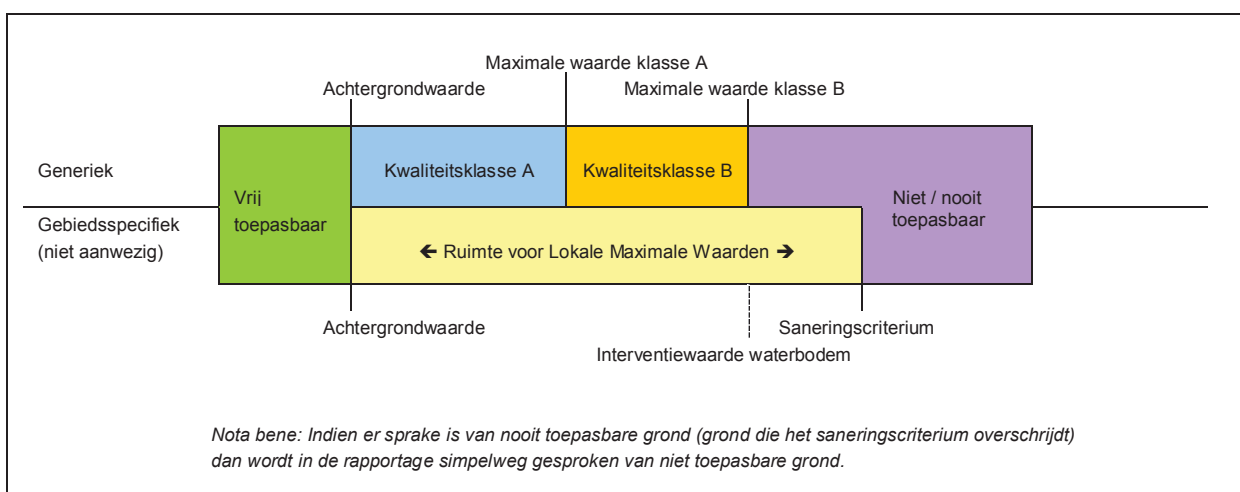 Maximale waarde klasse A
Achtergrondwaarde
Maximale waarde klasse B
Generiek
Vrij
toepasbaar
Kwaliteitsklasse A
Kwaliteitsklasse B
Niet / nooit
toepasbaar
Gebiedsspecifiek
(niet aanwezig)
🡰 Ruimte voor Lokale Maximale Waarden 🡲
Achtergrondwaarde
Saneringscriterium
Interventiewaarde waterbodem
Nota bene: Indien er sprake is van nooit toepasbare grond (grond die het saneringscriterium overschrijdt)
dan wordt in de rapportage simpelweg gesproken van niet toepasbare grond.